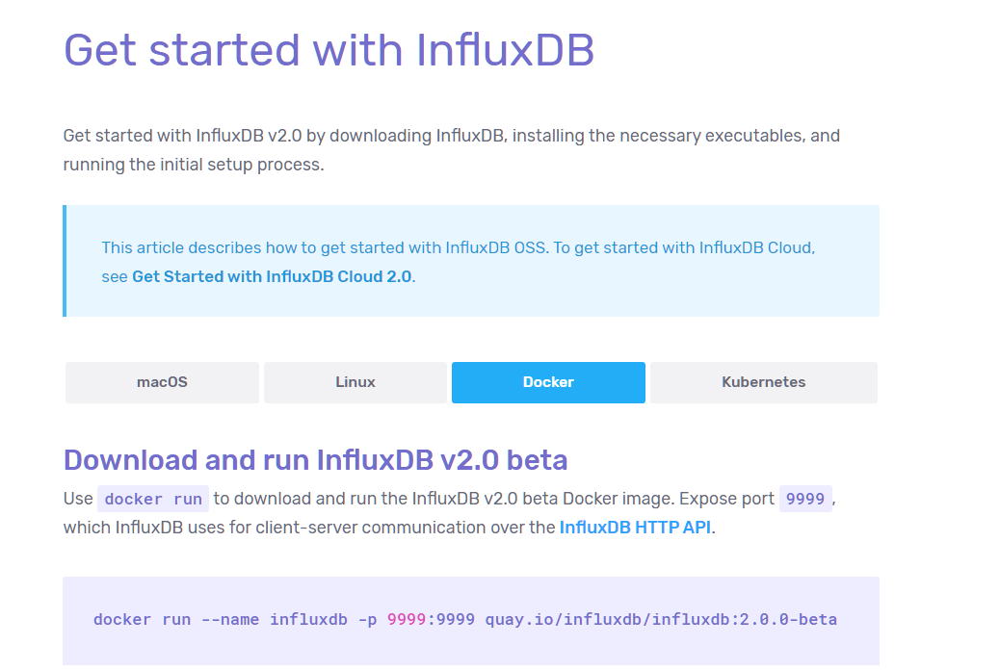 Get started with InfluxDB
Get started with InfluxDB v2.0 by downloading InfluxDB, installing the necessary executables, and
running the initial setup process.
This article describes how to get started with InfluxDB OSS. To get started with InfluxDB Cloud,
see Get Started with InfluxDB Cloud 2.0.
macOS
Linux
Docker
Kubernetes
Download and run InfluxDB v2.0 beta
Use docker run to download and run the InfluxDB v2.0 beta Docker image. Expose port 9999,
which InfluxDB uses for client-server communication over the InfluxDB HTTP API.
docker run --name influxdb -p 9999:9999 quay.io/influxdb/influxdb:2.0.0-beta